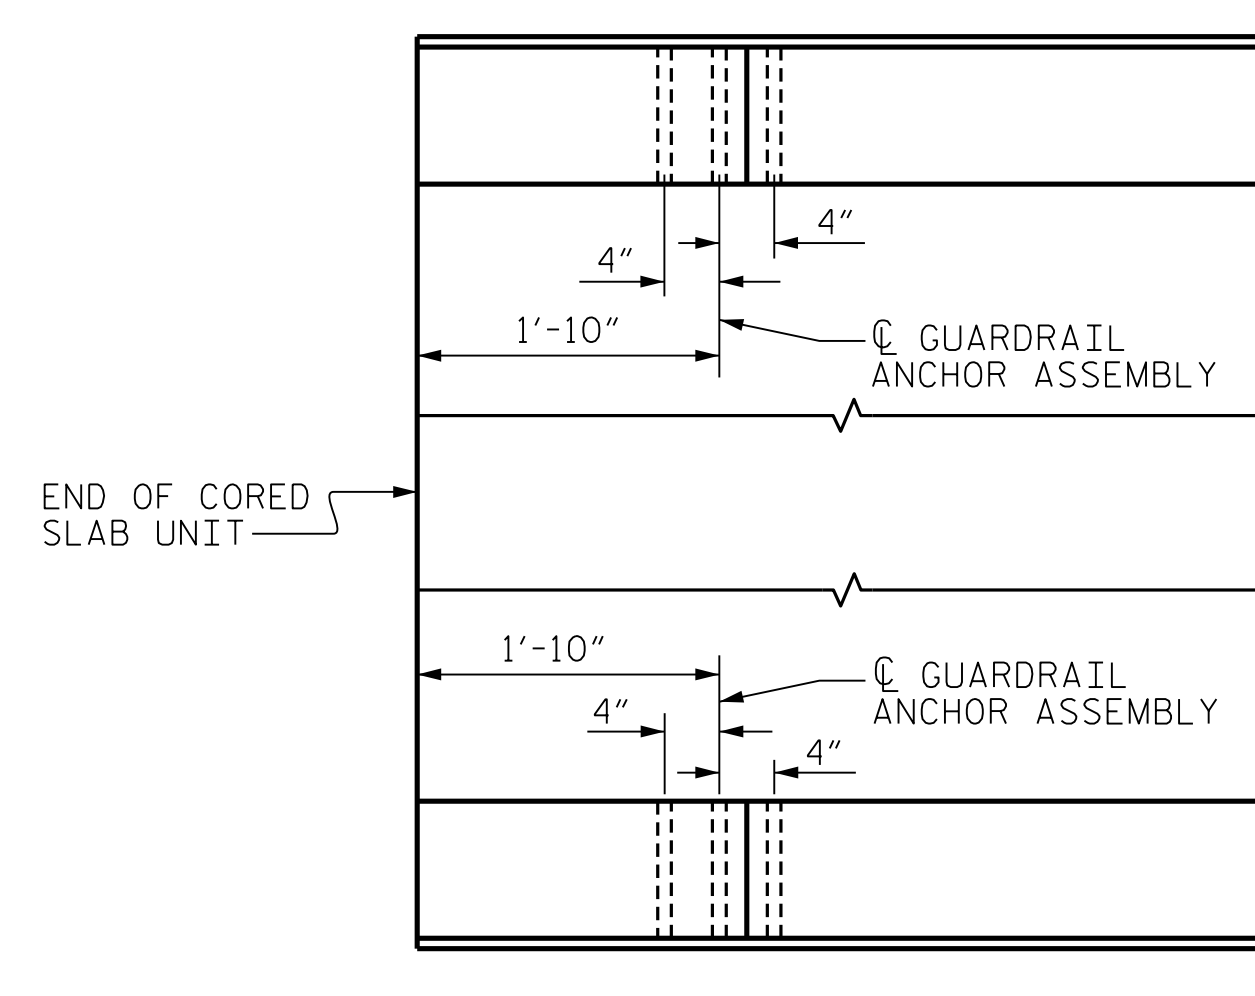 4"
4"
1'-10"
℄ GUARDRAIL
ANCHOR ASSEMBLY
END OF CORED
SLAB UNIT
1'-10"
℄ GUARDRAIL
ANCHOR ASSEMBLY
4"
4"